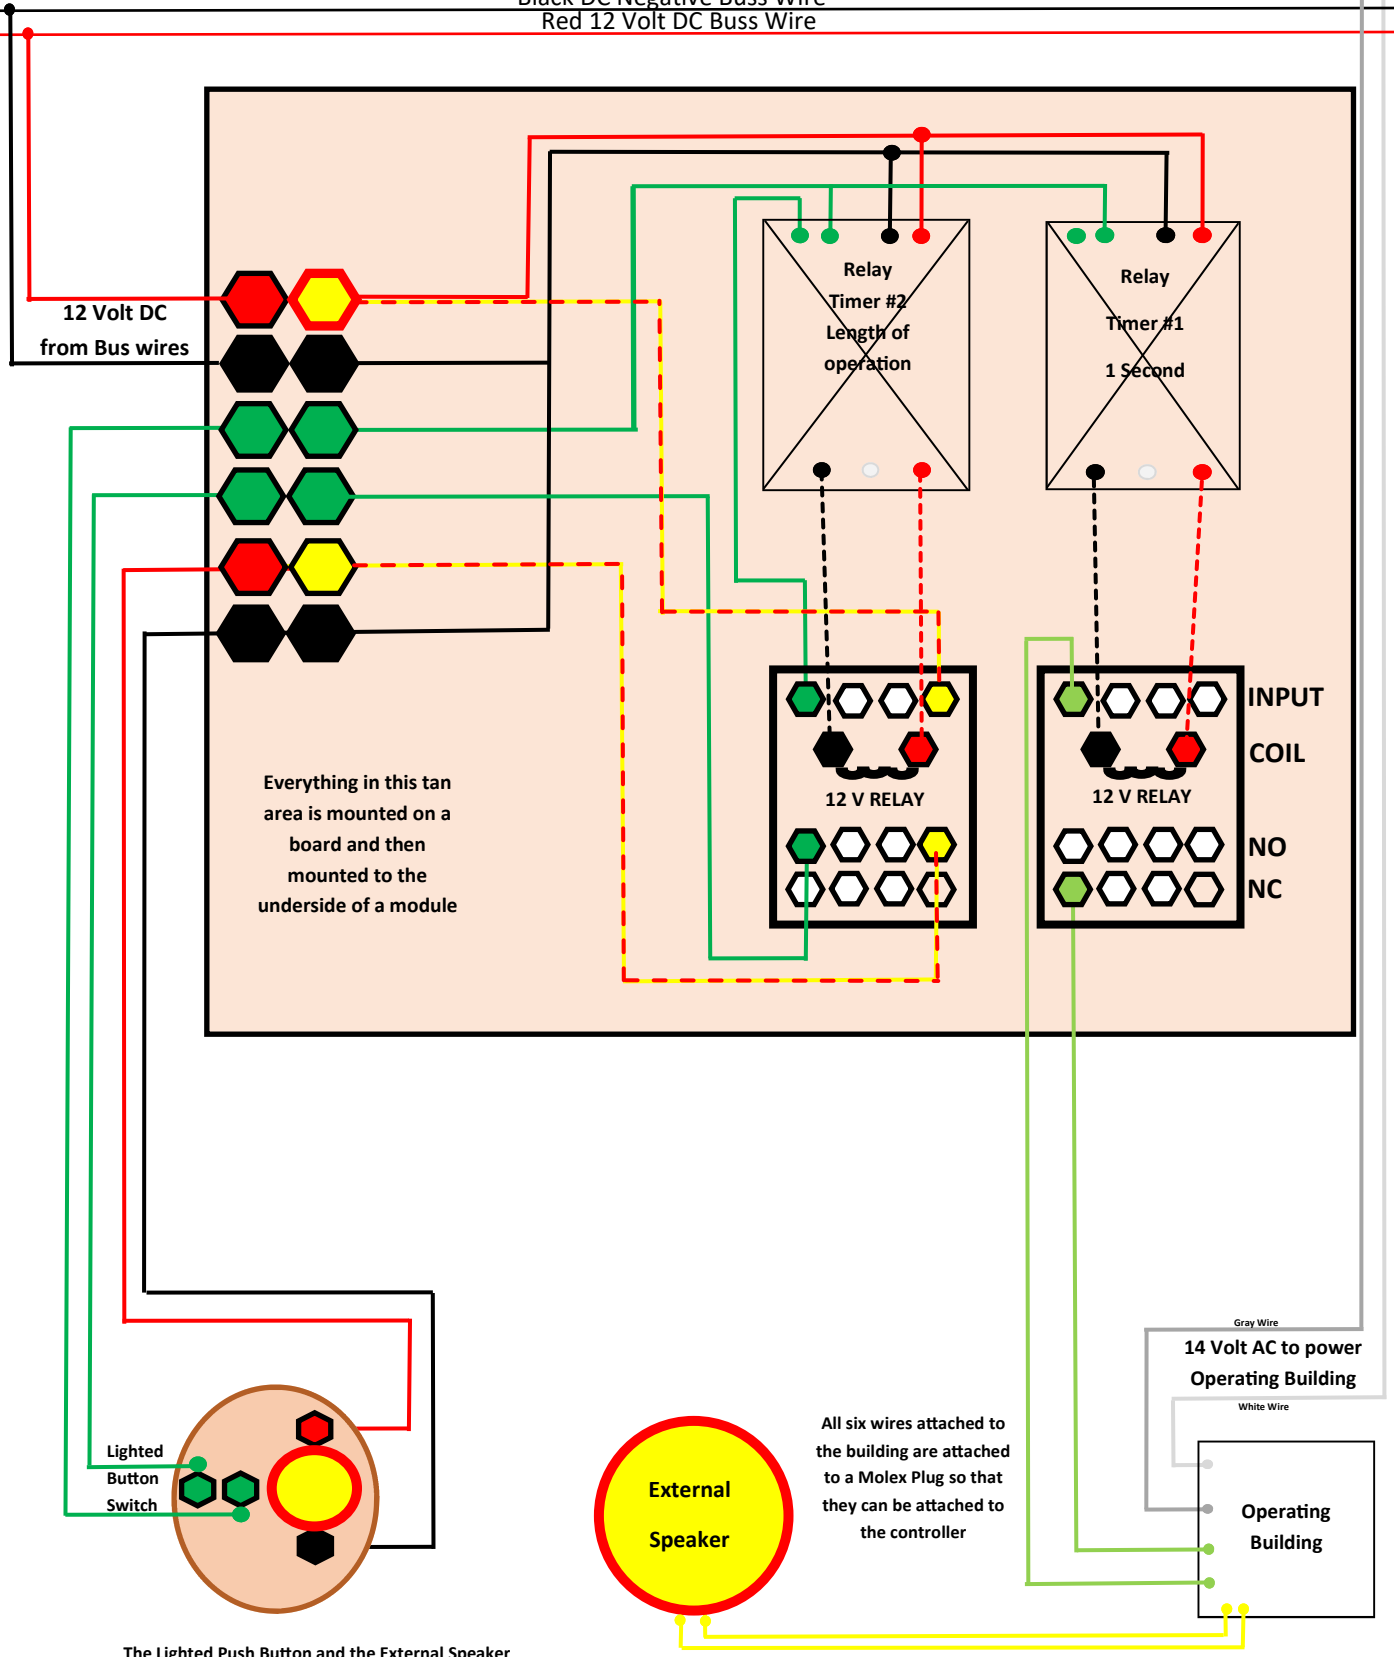 Black DC Negative Buss Wire
Red 12 Volt DC Buss Wire
12 Volt DC
from Bus wires
Relay
Timer #2
Length of
operation
Relay
Timer #1
1 Second
INPUT
COIL
12 V RELAY
12 V RELAY
NO
NC
Everything in this tan
area is mounted on a
board and then
mounted to the
underside of a module
Gray Wire
14 Volt AC to power
Operating Building
White Wire
Lighted
Button
Switch
External
Speaker
All six wires attached to
the building are attached
to a Molex Plug so that
they can be attached to
the controller
Operating
Building
The Lighted Push Button and the External Speaker